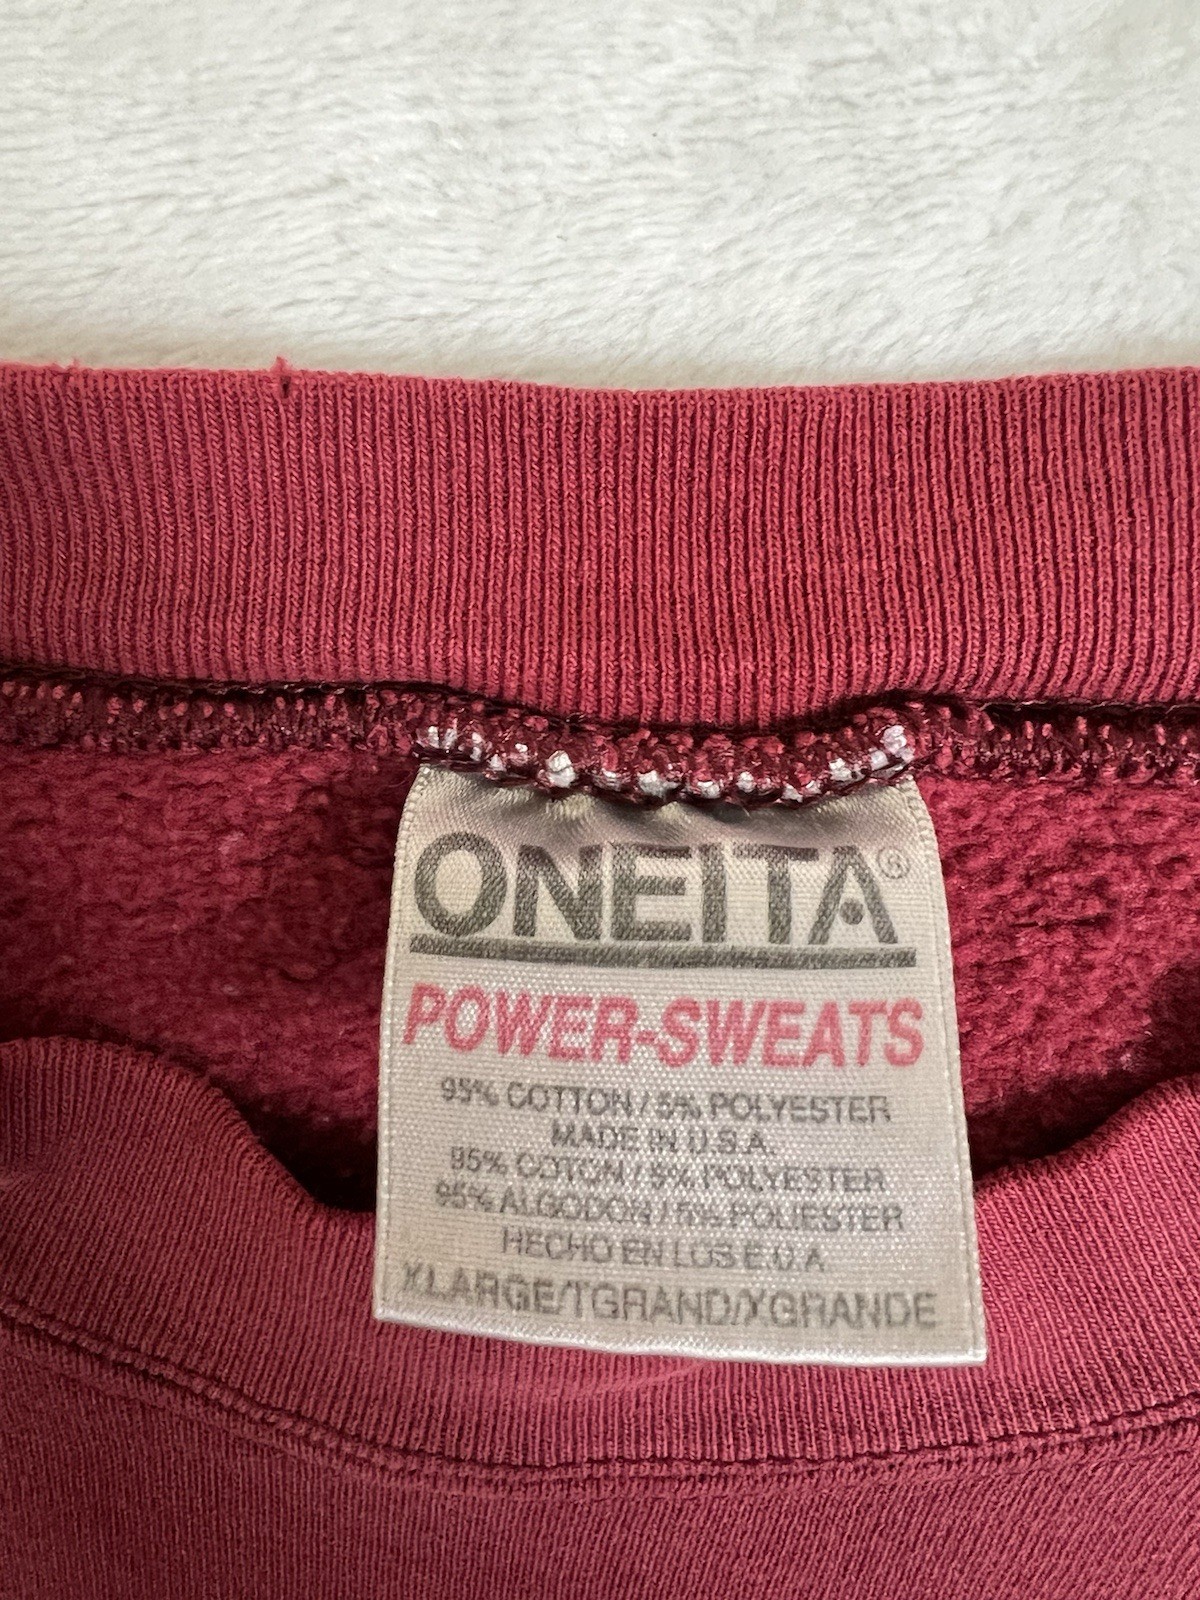 ONEITA®
POWER-SWEATS
95% COTTON / 5% POLYESTER
MADE IN U.S.A.
95% COTON / 5% POLYESTER
95% ALGODON / 5% POLIESTER
HECHO EN LOS E.U.A.
XLARGE/TGRAND/XGRANDE